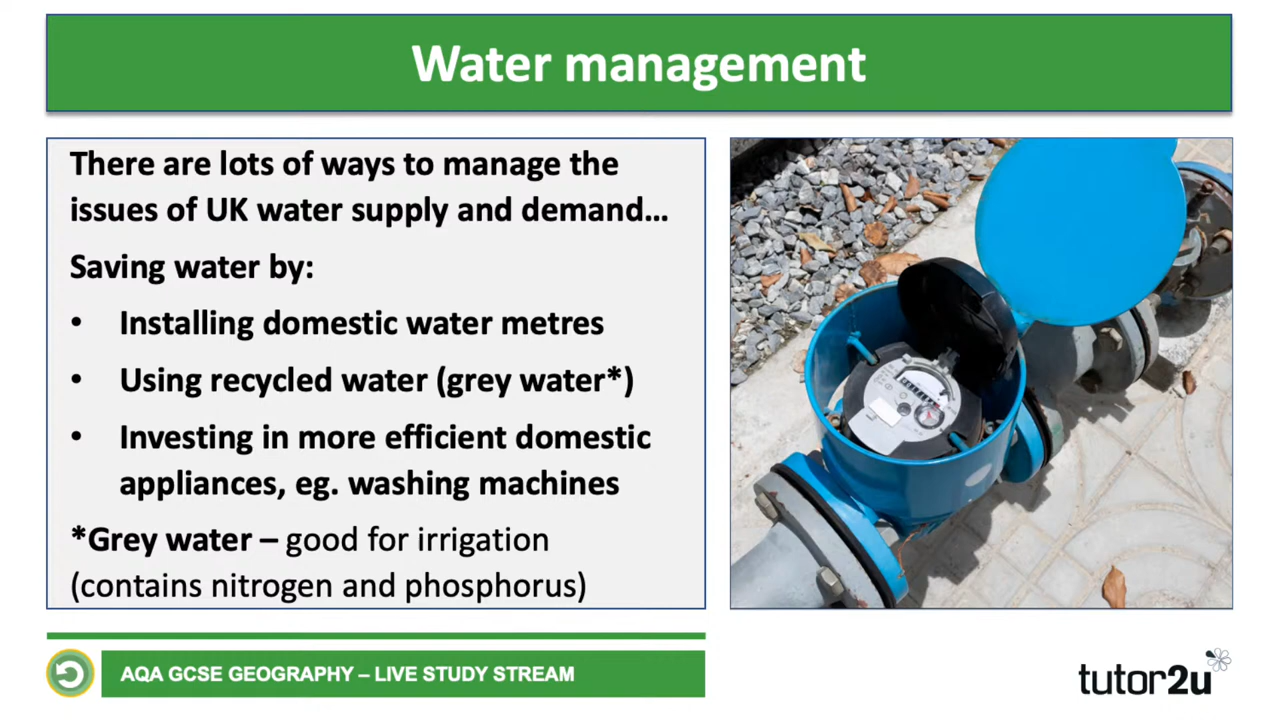 Water management
There are lots of ways to manage the
issues of UK water supply and demand...
Saving water by:
• Installing domestic water metres
• Using recycled water (grey water*)
• Investing in more efficient domestic
appliances, eg. washing machines
*Grey water – good for irrigation
(contains nitrogen and phosphorus)
AQA GCSE GEOGRAPHY – LIVE STUDY STREAM
tutor2u